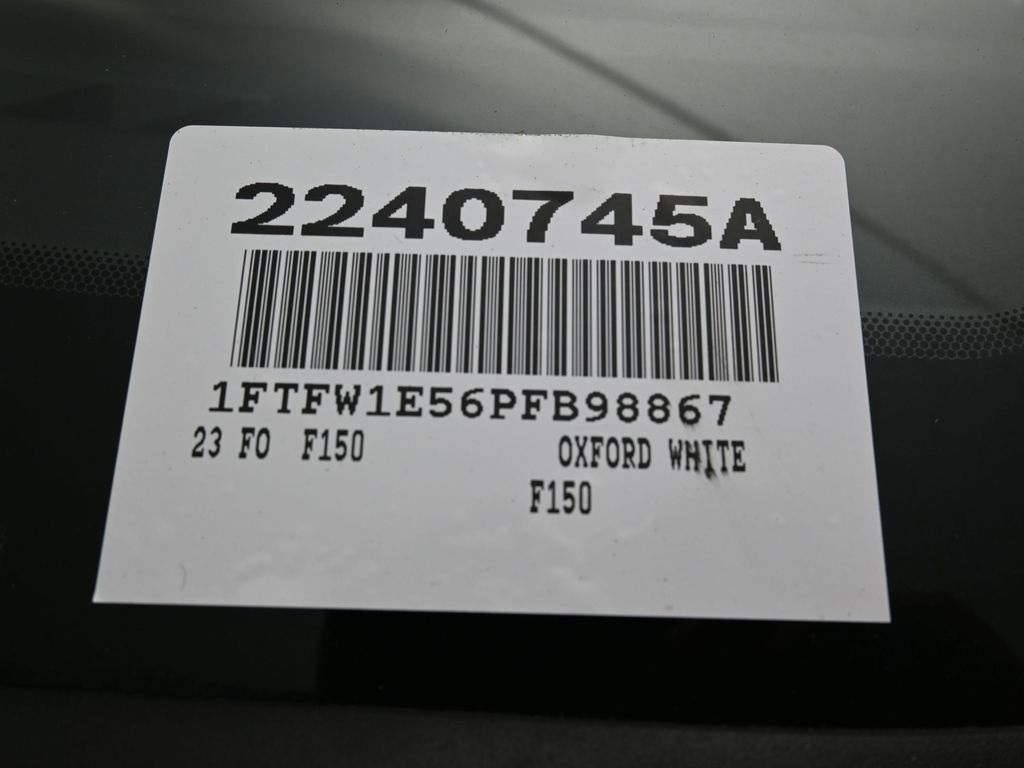 2240745A
1FTFW1E56PFB98867
23 FO F150 OXFORD WHITE
F150